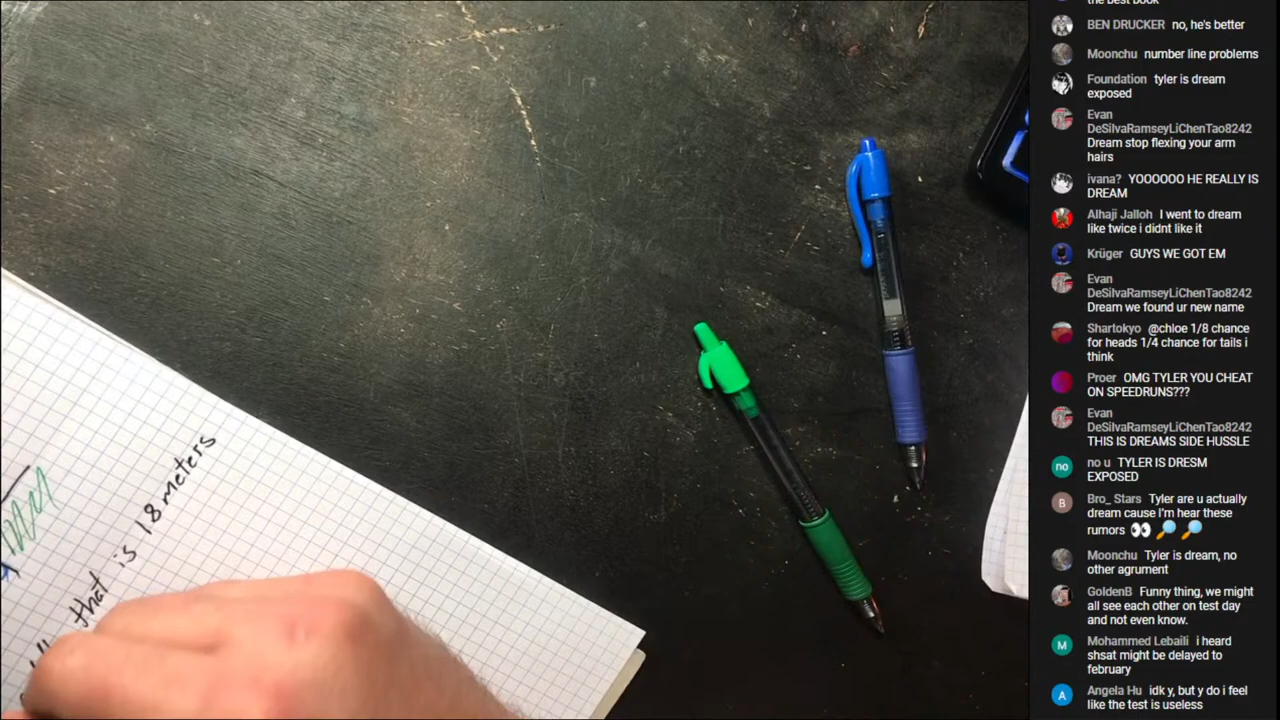 that is 18 meters
the best book
BEN DRUCKER no, he's better
Moonchu number line problems
Foundation tyler is dream
exposed
Evan
DeSilvaRamseyLiChenTao8242
Dream stop flexing your arm
hairs
ivana? YOOOOOO HE REALLY IS
DREAM
Alhaji Jalloh I went to dream
like twice i didnt like it
Krüger GUYS WE GOT EM
Evan
DeSilvaRamseyLiChenTao8242
Dream we found ur new name
Shartokyo @chloe 1/8 chance
for heads 1/4 chance for tails i
think
Proer OMG TYLER YOU CHEAT
ON SPEEDRUNS???
Evan
DeSilvaRamseyLiChenTao8242
THIS IS DREAMS SIDE HUSSLE
no no u TYLER IS DRESM
EXPOSED
B Bro_ Stars Tyler are u actually
dream cause I'm hear these
rumors 👀 🔎 🔎
Moonchu Tyler is dream, no
other agrument
GoldenB Funny thing, we might
all see each other on test day
and not even know.
M Mohammed Lebaili i heard
shsat might be delayed to
february
A Angela Hu idk y, but y do i feel
like the test is useless